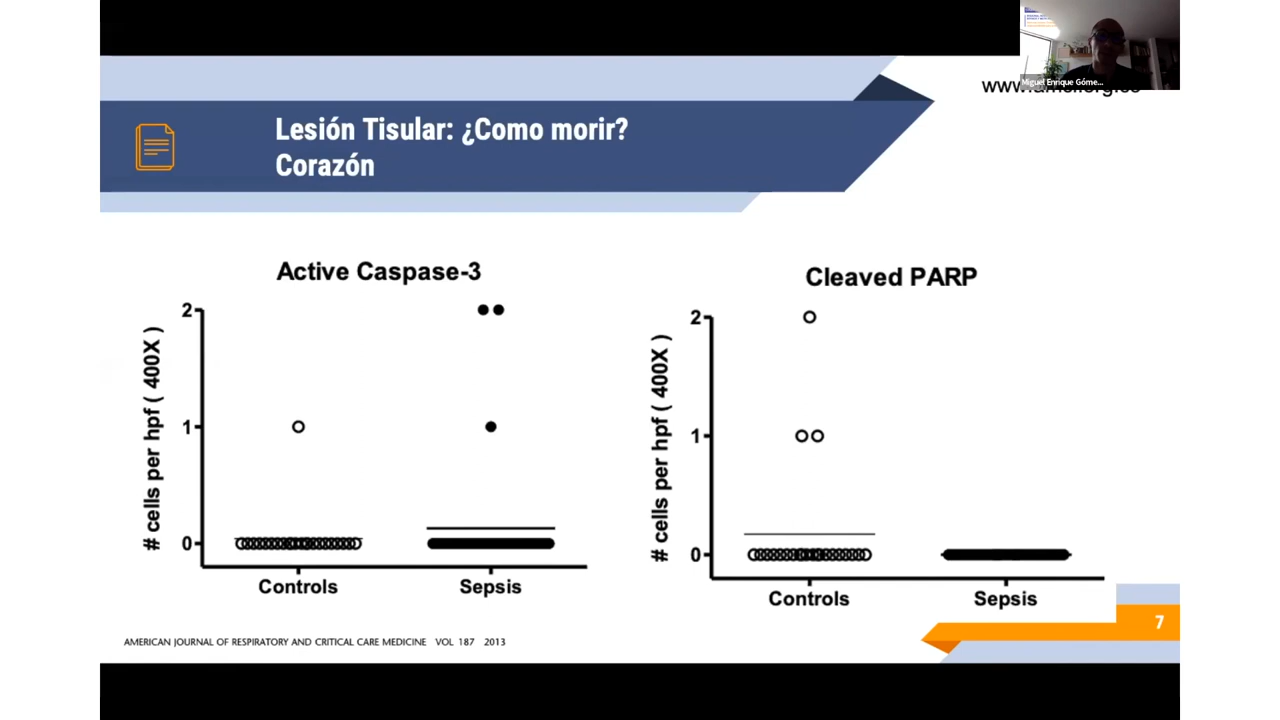 Miguel Enrique Góme...
Lesión Tisular: ¿Como morir?
Corazón
Active Caspase-3
# cells per hpf ( 400X )
2
1
0
Controls
Sepsis
Cleaved PARP
# cells per hpf ( 400X )
2
1
0
Controls
Sepsis
AMERICAN JOURNAL OF RESPIRATORY AND CRITICAL CARE MEDICINE VOL 187 2013
7